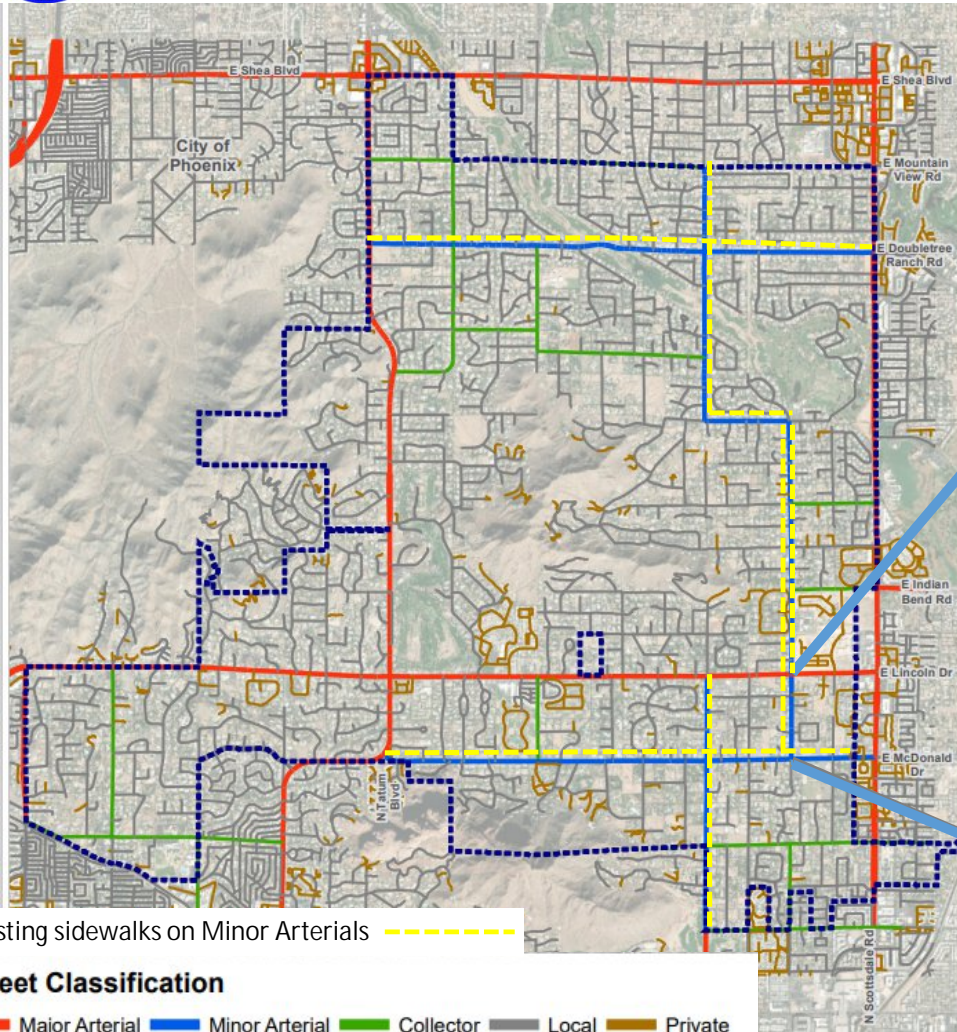 E Shea Blvd
E Shea Blvd
City of
Phoenix
E Mountain
View Rd
E Doubletree
Ranch Rd
E Indian
Bend Rd
E Lincoln Dr
E McDonald
Dr
N Tatum
Blvd
N Scottsdale Rd
sting sidewalks on Minor Arterials
eet Classification
Major Arterial Minor Arterial Collector Local Private